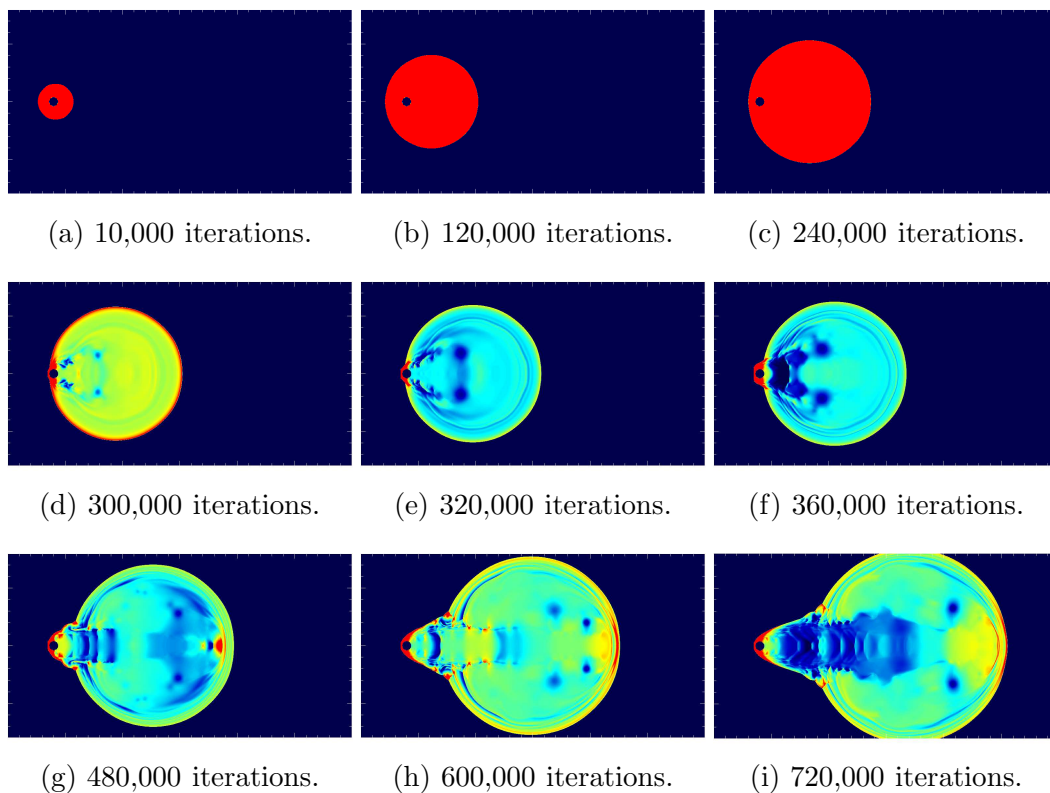 (a) 10,000 iterations.
(b) 120,000 iterations.
(c) 240,000 iterations.
(d) 300,000 iterations.
(e) 320,000 iterations.
(f) 360,000 iterations.
(g) 480,000 iterations.
(h) 600,000 iterations.
(i) 720,000 iterations.